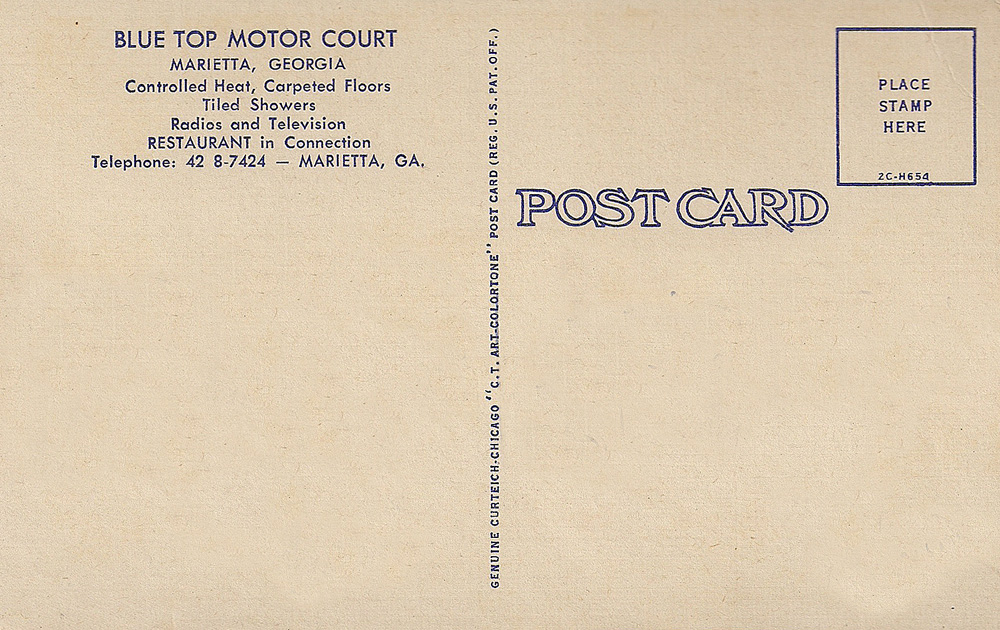 BLUE TOP MOTOR COURT
MARIETTA, GEORGIA
Controlled Heat, Carpeted Floors
Tiled Showers
Radios and Television
RESTAURANT in Connection
Telephone: 42 8-7424 — MARIETTA, GA.
GENUINE CURTEICH-CHICAGO "C.T. ART-COLORTONE" POST CARD (REG. U.S. PAT. OFF.)
POST CARD
PLACE
STAMP
HERE
2C-H654